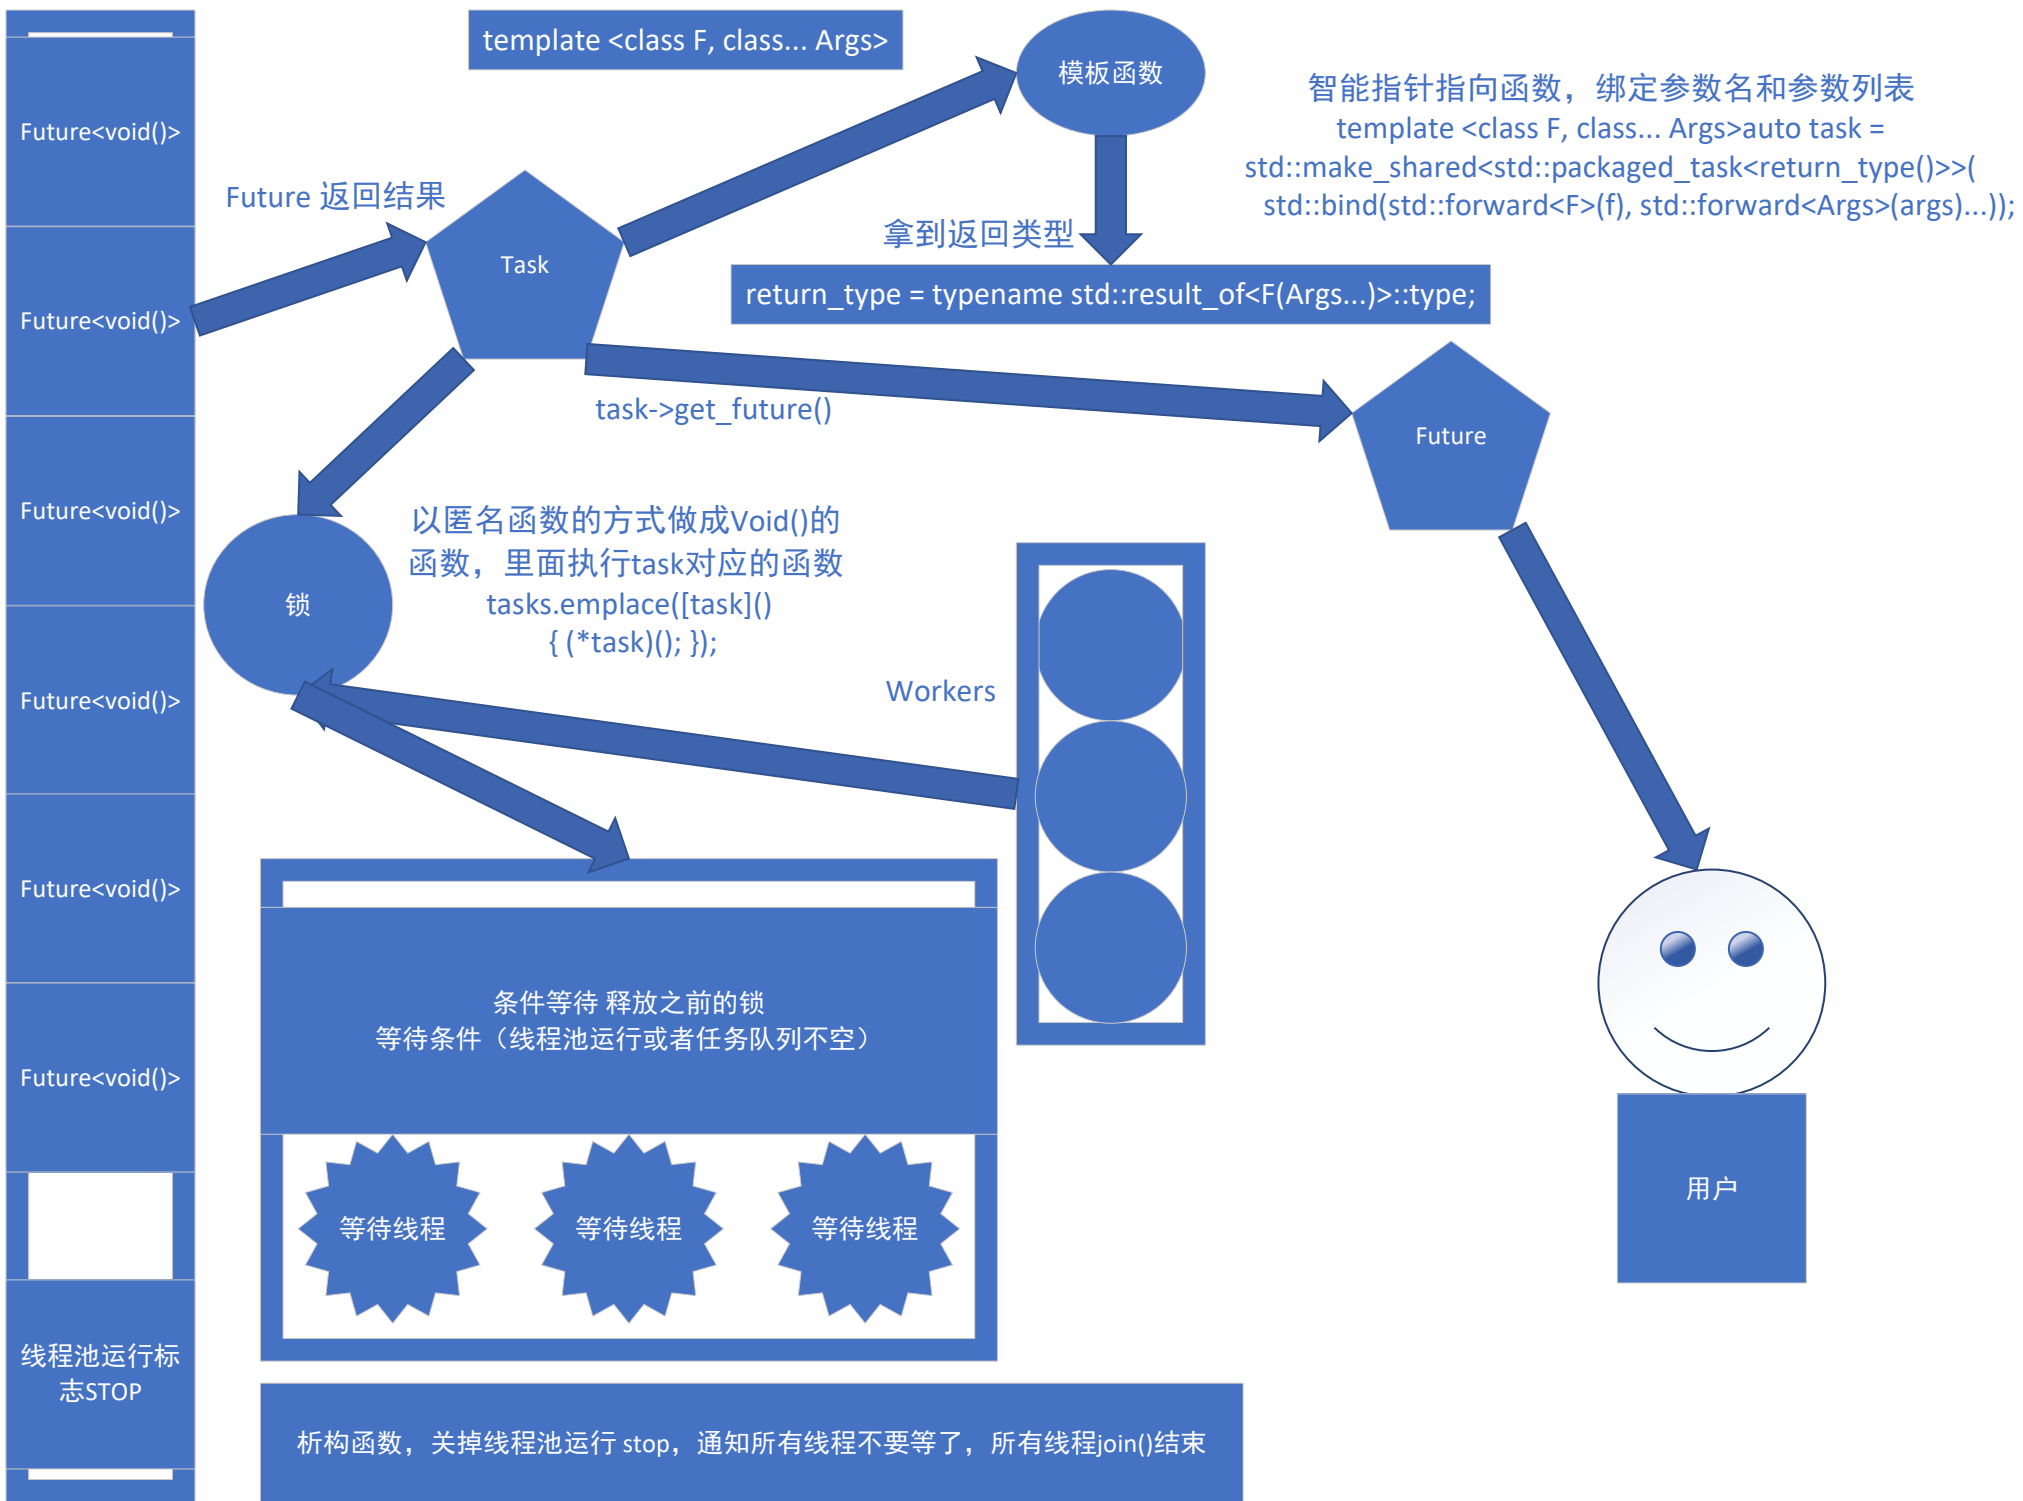 template <class F, class... Args>
模板函数
智能指针指向函数，绑定参数名和参数列表
template <class F, class... Args>auto task =
std::make_shared<std::packaged_task<return_type()>>(
std::bind(std::forward<F>(f), std::forward<Args>(args)...));
Future<void()>
Future 返回结果
Task
拿到返回类型
return_type = typename std::result_of<F(Args...)>::type;
Future<void()>
task->get_future()
Future
Future<void()>
以匿名函数的方式做成Void()的
函数，里面执行task对应的函数
tasks.emplace([task]()
{ (*task)(); });
锁
Workers
Future<void()>
Future<void()>
条件等待 释放之前的锁
等待条件（线程池运行或者任务队列不空）
Future<void()>
等待线程
等待线程
等待线程
用户
线程池运行标
志STOP
析构函数，关掉线程池运行 stop，通知所有线程不要等了，所有线程join()结束